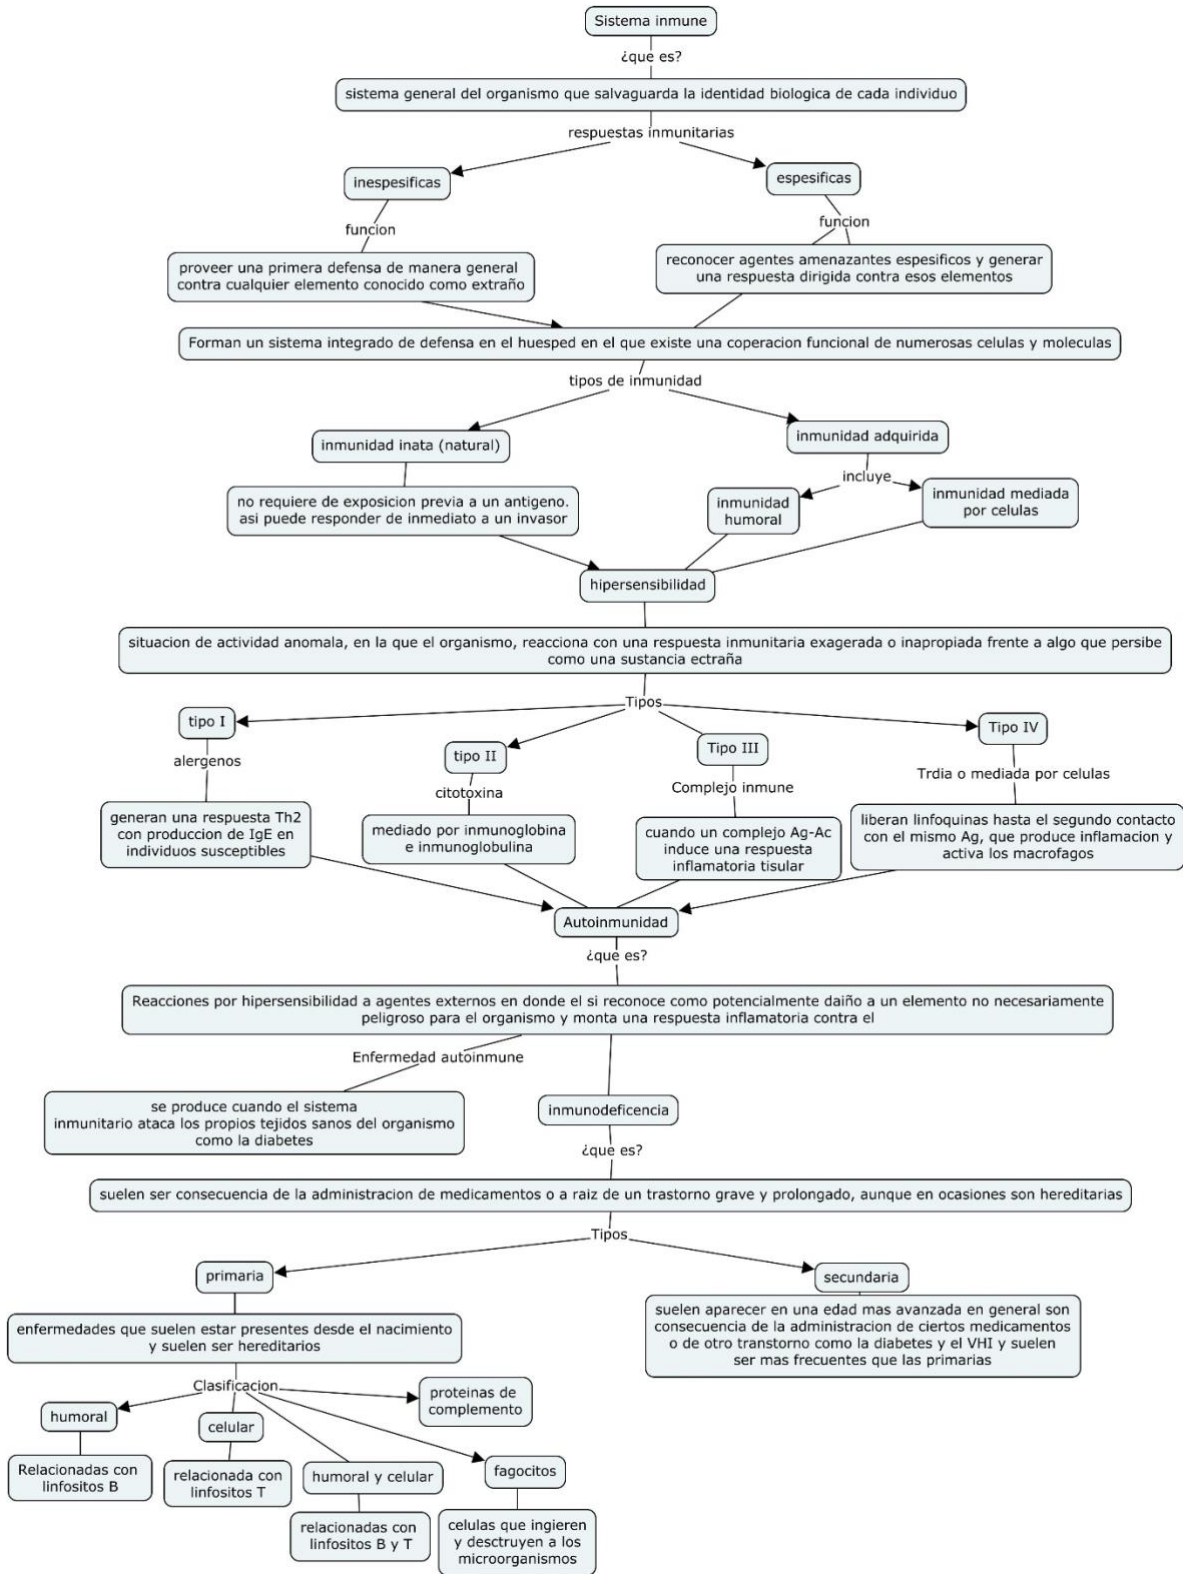 Sistema inmune
¿que es?
sistema general del organismo que salvaguarda la identidad biologica de cada individuo
respuestas inmunitarias
inespesificas
espesificas
funcion
funcion
proveer una primera defensa de manera general
contra cualquier elemento conocido como extraño
reconocer agentes amenazantes espesificos y generar
una respuesta dirigida contra esos elementos
Forman un sistema integrado de defensa en el huesped en el que existe una coperacion funcional de numerosas celulas y moleculas
tipos de inmunidad
inmunidad inata (natural)
inmunidad adquirida
no requiere de exposicion previa a un antigeno.
asi puede responder de inmediato a un invasor
incluye
inmunidad
humoral
inmunidad mediada
por celulas
hipersensibilidad
situacion de actividad anomala, en la que el organismo, reacciona con una respuesta inmunitaria exagerada o inapropiada frente a algo que persibe
como una sustancia ectraña
Tipos
tipo I
tipo II
Tipo III
Tipo IV
alergenos
citotoxina
Complejo inmune
Trdia o mediada por celulas
generan una respuesta Th2
con produccion de IgE en
individuos susceptibles
mediado por inmunoglobina
e inmunoglobulina
cuando un complejo Ag-Ac
induce una respuesta
inflamatoria tisular
liberan linfoquinas hasta el segundo contacto
con el mismo Ag, que produce inflamacion y
activa los macrofagos
Autoinmunidad
¿que es?
Reacciones por hipersensibilidad a agentes externos en donde el si reconoce como potencialmente daiño a un elemento no necesariamente
peligroso para el organismo y monta una respuesta inflamatoria contra el
Enfermedad autoinmune
se produce cuando el sistema
inmunitario ataca los propios tejidos sanos del organismo
como la diabetes
inmunodeficencia
¿que es?
suelen ser consecuencia de la administracion de medicamentos o a raiz de un trastorno grave y prolongado, aunque en ocasiones son hereditarias
Tipos
primaria
secundaria
enfermedades que suelen estar presentes desde el nacimiento
y suelen ser hereditarios
suelen aparecer en una edad mas avanzada en general son
consecuencia de la administracion de ciertos medicamentos
o de otro transtorno como la diabetes y el VHI y suelen
ser mas frecuentes que las primarias
Clasificacion
humoral
celular
humoral y celular
fagocitos
proteinas de
complemento
Relacionadas con
linfositos B
relacionada con
linfositos T
relacionadas con
linfositos B y T
celulas que ingieren
y desctruyen a los
microorganismos